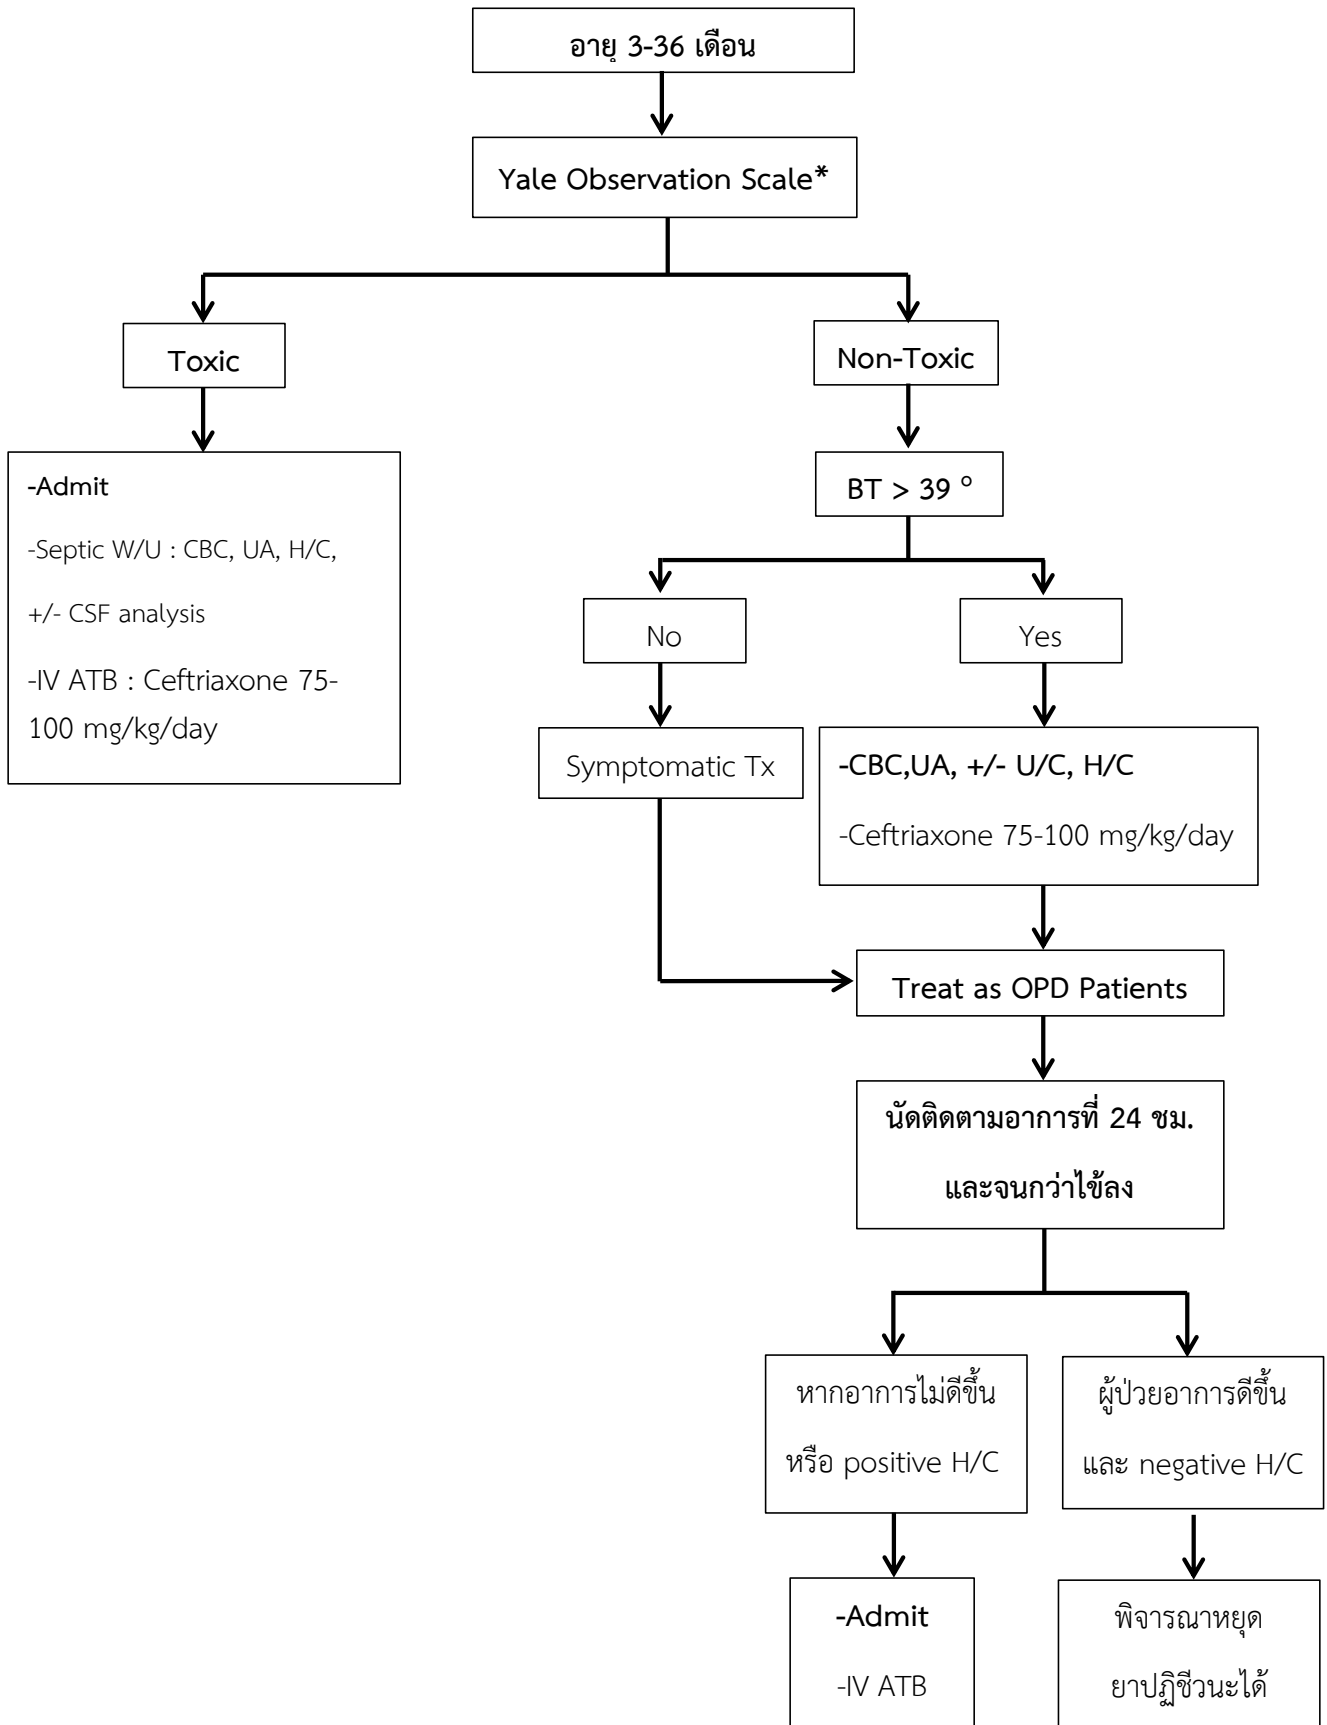 อายุ 3-36 เดือน
Yale Observation Scale*
Toxic
Non-Toxic
-Admit
-Septic W/U : CBC, UA, H/C,
+/- CSF analysis
-IV ATB : Ceftriaxone 75-
100 mg/kg/day
BT > 39 °
No
Yes
Symptomatic Tx
-CBC,UA, +/- U/C, H/C
-Ceftriaxone 75-100 mg/kg/day
Treat as OPD Patients
นัดติดตามอาการที่ 24 ชม.
และจนกว่าไข้ลง
หากอาการไม่ดีขึ้น
หรือ positive H/C
ผู้ป่วยอาการดีขึ้น
และ negative H/C
-Admit
-IV ATB
พิจารณาหยุด
ยาปฏิชีวนะได้